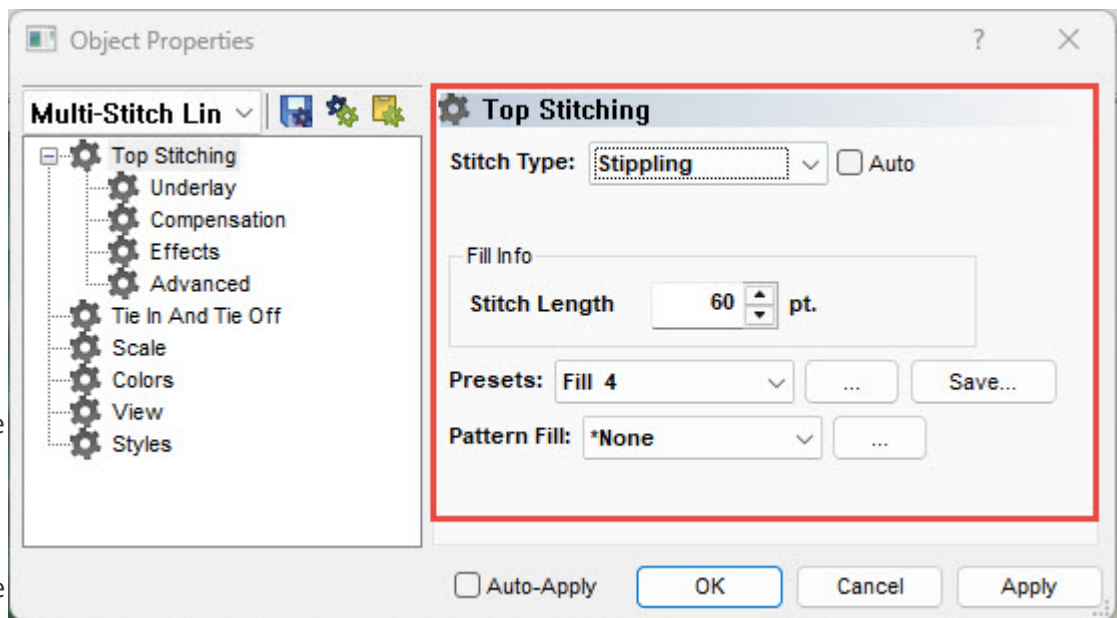 Object Properties ? ×
Multi-Stitch Lin
Top Stitching
Underlay
Compensation
Effects
Advanced
Tie In And Tie Off
Scale
Colors
View
Styles
Top Stitching
Stitch Type: Stippling Auto
Fill Info
Stitch Length 60 pt.
Presets: Fill 4 ... Save...
Pattern Fill: *None ...
Auto-Apply OK Cancel Apply
e
e